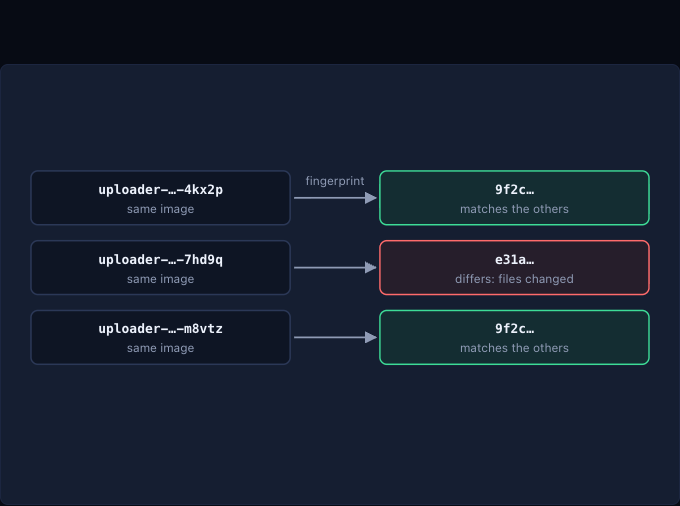 uploader-…-4kx2p
same image
fingerprint
9f2c…
matches the others
uploader-…-7hd9q
same image
e31a…
differs: files changed
uploader-…-m8vtz
same image
9f2c…
matches the others